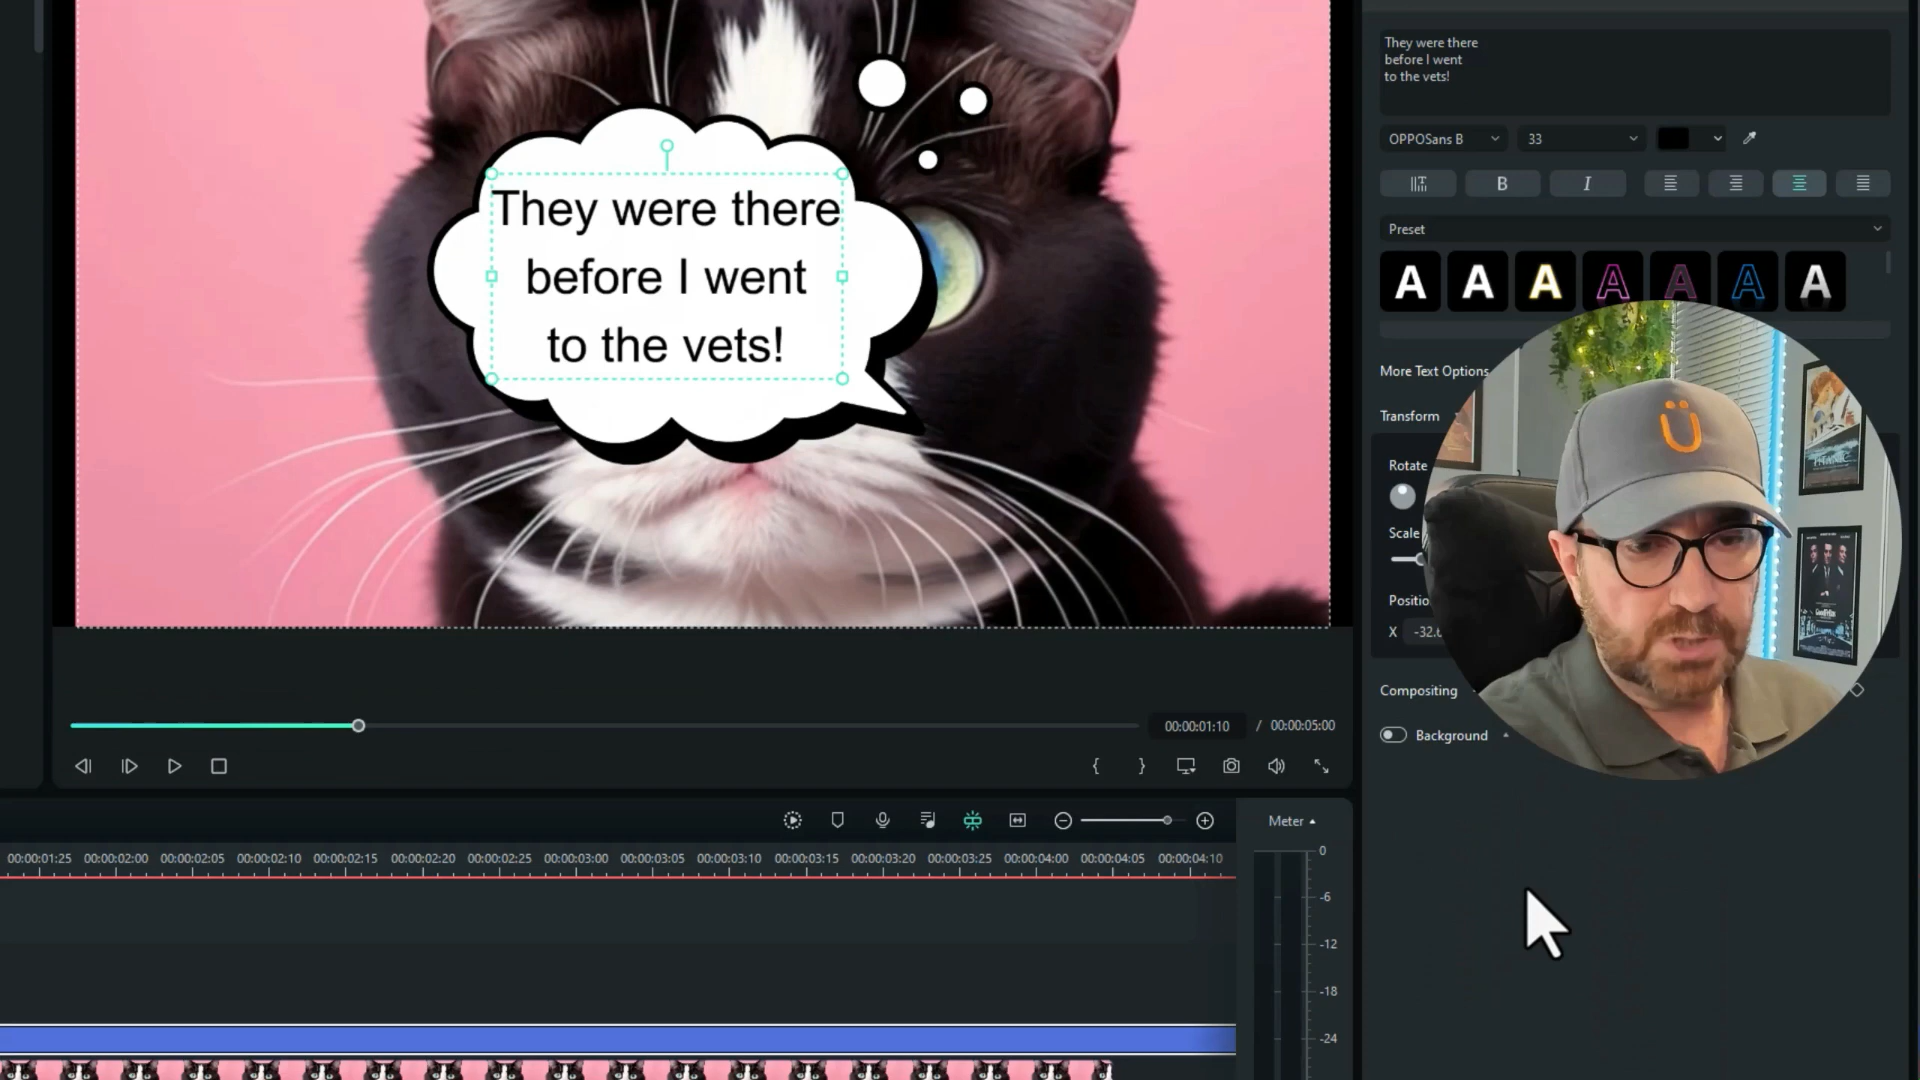 They were there
before I went
to the vets!
They were there
before I went
to the vets!
OPPOSans B 33
B I
Preset
A A A A A A A
More Text Options
Transform
Rotate
Scale
X -32.
Compositing
Background
00:00:01:10 / 00:00:05:00
{ }
Meter
00:00:01:25 00:00:02:00 00:00:02:05 00:00:02:10 00:00:02:15 00:00:02:20 00:00:02:25 00:00:03:00 00:00:03:05 00:00:03:10 00:00:03:15 00:00:03:20 00:00:03:25 00:00:04:00 00:00:04:05 00:00:04:10
0
-6
-12
-18
-24
Ü
TITANIC